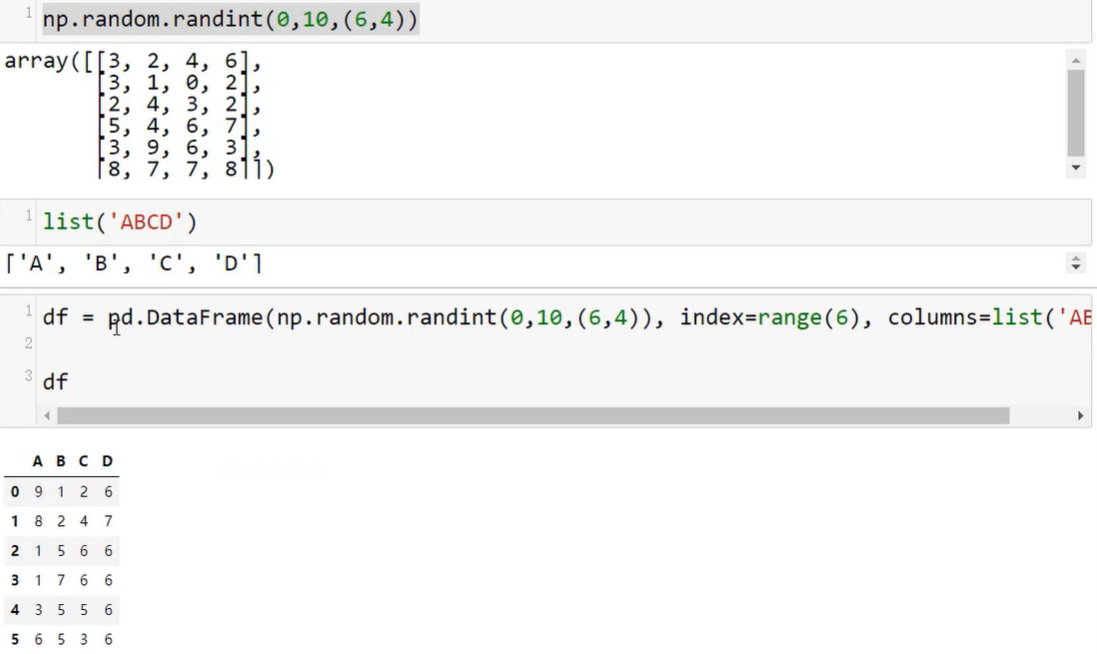 1 np.random.randint(0,10,(6,4))
array([[3, 2, 4, 6],
[3, 1, 0, 2],
[2, 4, 3, 2],
[5, 4, 6, 7],
[3, 9, 6, 3],
[8, 7, 7, 8]])
1 list('ABCD')
['A', 'B', 'C', 'D']
1 df = pd.DataFrame(np.random.randint(0,10,(6,4)), index=range(6), columns=list('AB
2
3 df
A B C D
0 9 1 2 6
1 8 2 4 7
2 1 5 6 6
3 1 7 6 6
4 3 5 5 6
5 6 5 3 6